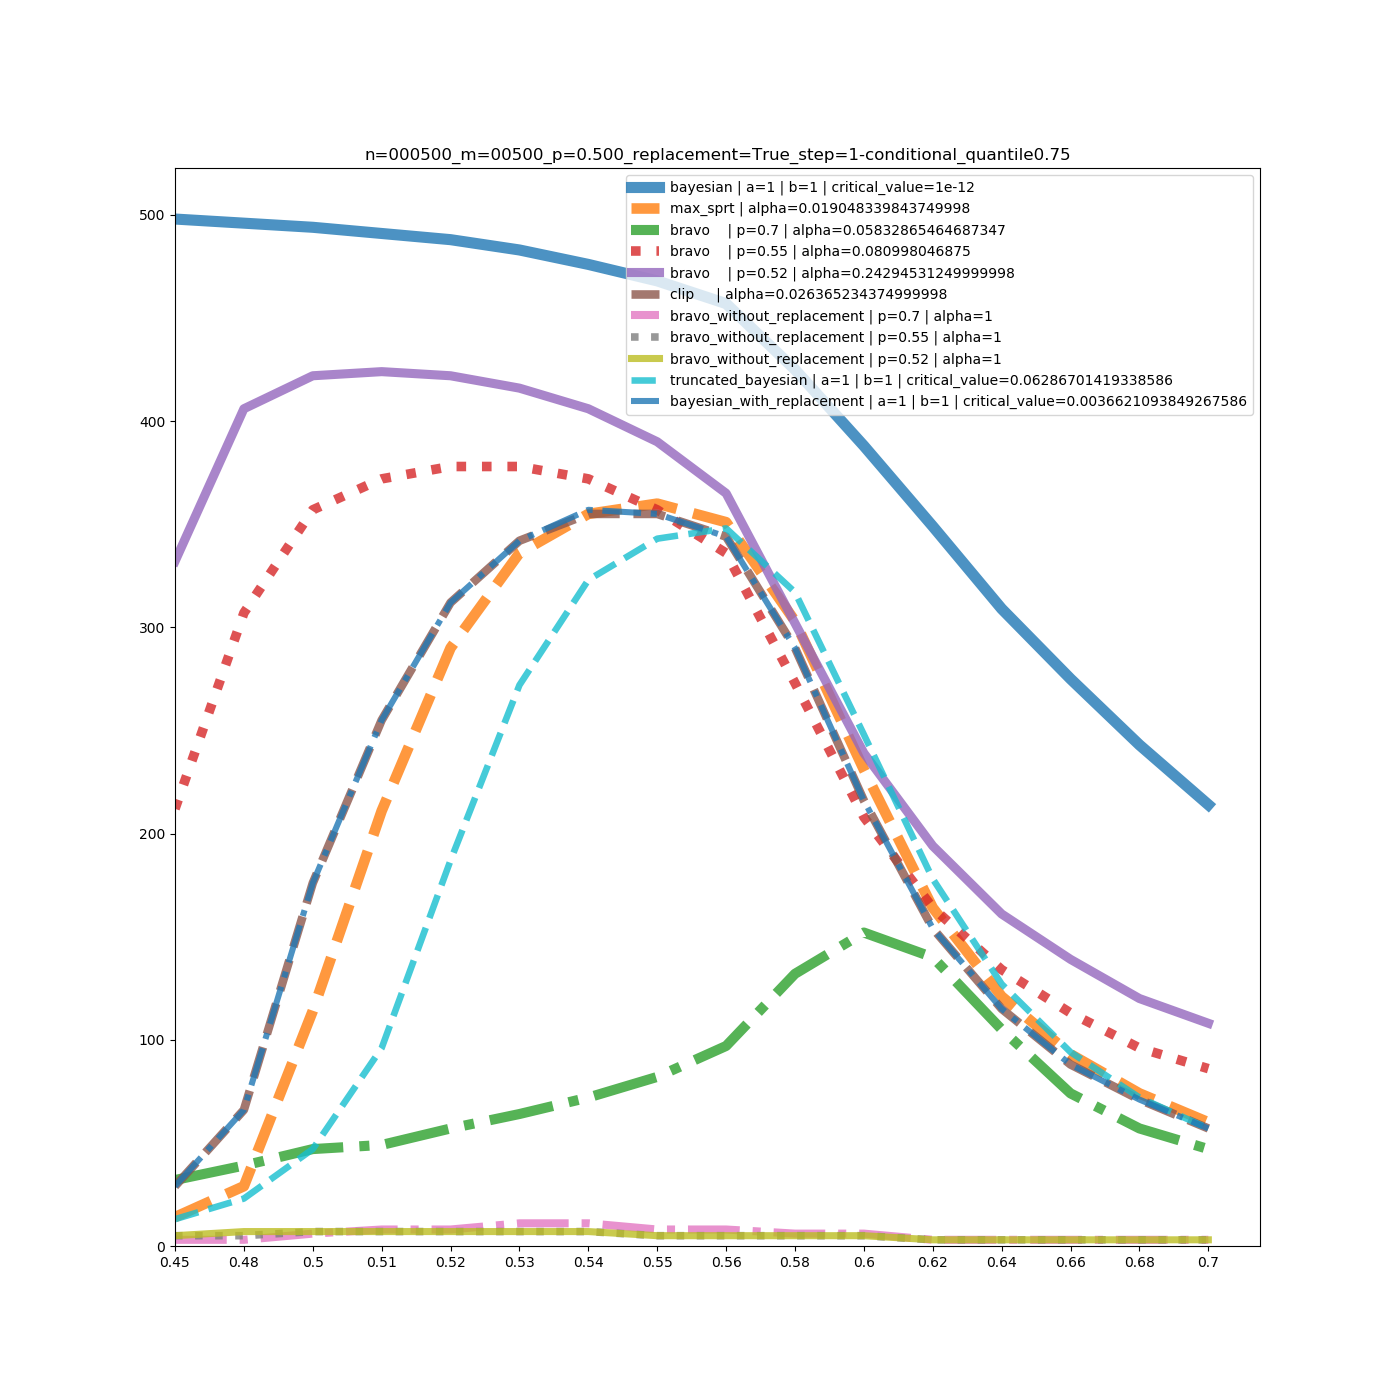 n=000500_m=00500_p=0.500_replacement=True_step=1-conditional_quantile0.75
bayesian | a=1 | b=1 | critical_value=1e-12
max_sprt | alpha=0.019048339843749998
bravo | p=0.7 | alpha=0.05832865464687347
bravo | p=0.55 | alpha=0.080998046875
bravo | p=0.52 | alpha=0.24294531249999998
clip | alpha=0.026365234374999998
bravo_without_replacement | p=0.7 | alpha=1
bravo_without_replacement | p=0.55 | alpha=1
bravo_without_replacement | p=0.52 | alpha=1
truncated_bayesian | a=1 | b=1 | critical_value=0.06286701419338586
bayesian_with_replacement | a=1 | b=1 | critical_value=0.0036621093849267586
500
400
300
200
100
0
0.45 0.48 0.5 0.51 0.52 0.53 0.54 0.55 0.56 0.58 0.6 0.62 0.64 0.66 0.68 0.7